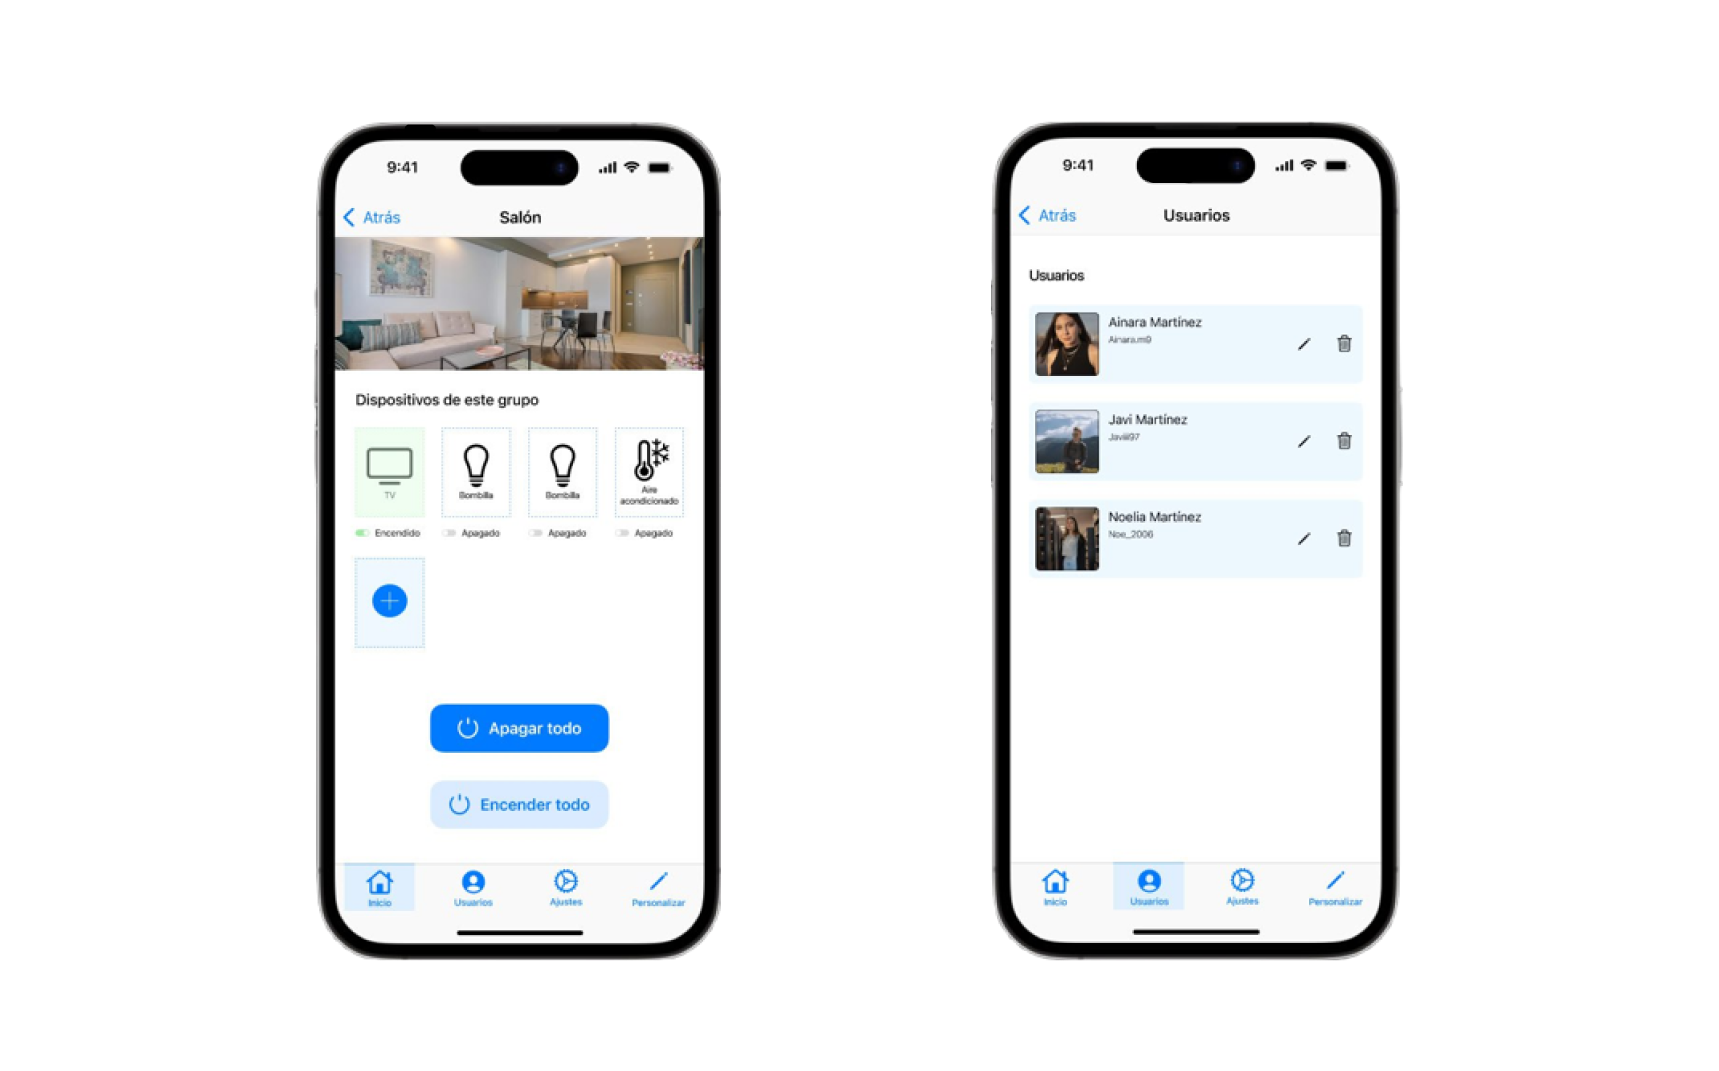 9:41
Atrás
Salón
Dispositivos de este grupo
TV
Bombilla
Bombilla
Aire
acondicionado
Encendido
Apagado
Apagado
Apagado
Apagar todo
Encender todo
Inicio
Usuarios
Ajustes
Personalizar
9:41
Atrás
Usuarios
Usuarios
Ainara Martínez
Ainara.m9
Javi Martínez
Javiii97
Noelia Martínez
Noe_2006
Inicio
Usuarios
Ajustes
Personalizar